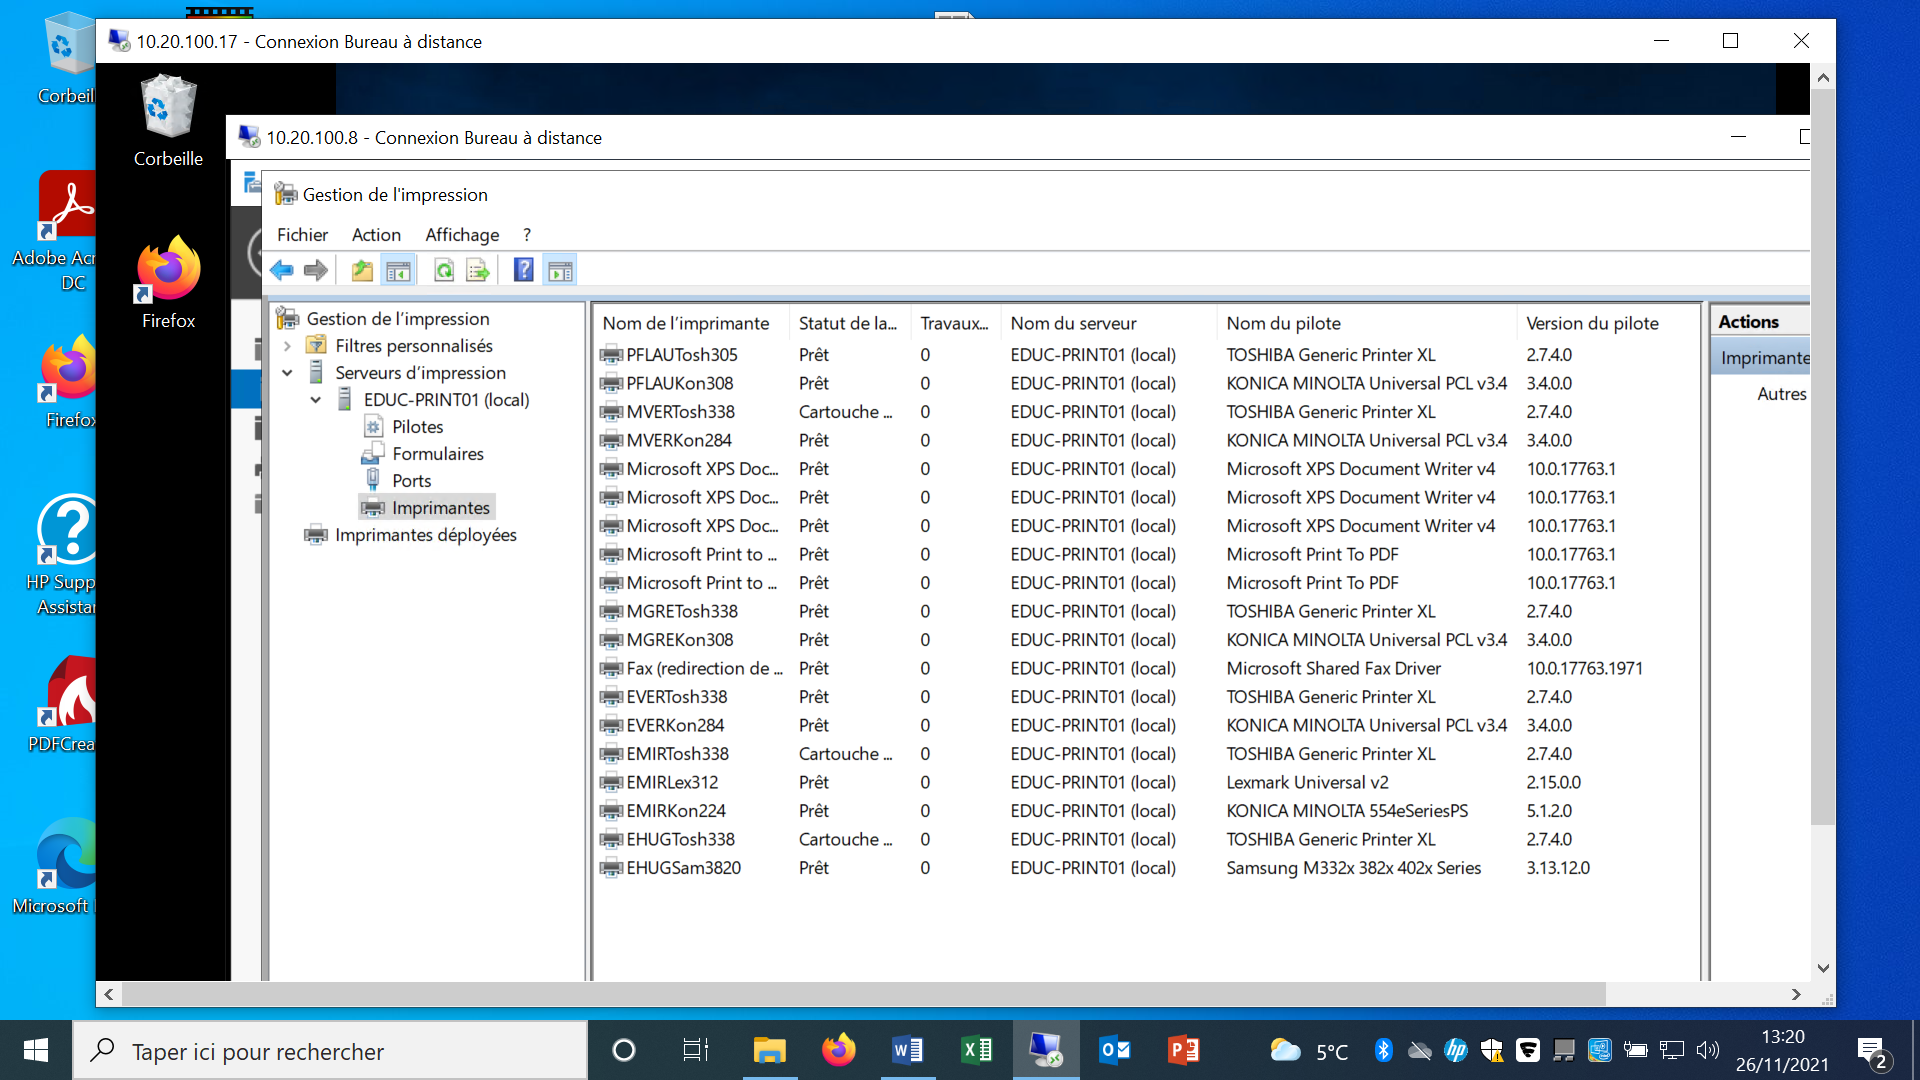 10.20.100.17 - Connexion Bureau à distance
Corbeil
Corbeille
10.20.100.8 - Connexion Bureau à distance
Gestion de l'impression
Fichier Action Affichage ?
Adobe Acr
DC
Firefox
Firefox
HP Supp
Assistan
PDFCrea
Microsoft
Gestion de l'impression
Filtres personnalisés
Serveurs d'impression
EDUC-PRINT01 (local)
Pilotes
Formulaires
Ports
Imprimantes
Imprimantes déployées
Nom de l'imprimante Statut de la... Travaux... Nom du serveur Nom du pilote Version du pilote
PFLAUTosh305 Prêt 0 EDUC-PRINT01 (local) TOSHIBA Generic Printer XL 2.7.4.0
PFLAUKon308 Prêt 0 EDUC-PRINT01 (local) KONICA MINOLTA Universal PCL v3.4 3.4.0.0
MVERTosh338 Cartouche ... 0 EDUC-PRINT01 (local) TOSHIBA Generic Printer XL 2.7.4.0
MVERKon284 Prêt 0 EDUC-PRINT01 (local) KONICA MINOLTA Universal PCL v3.4 3.4.0.0
Microsoft XPS Doc... Prêt 0 EDUC-PRINT01 (local) Microsoft XPS Document Writer v4 10.0.17763.1
Microsoft XPS Doc... Prêt 0 EDUC-PRINT01 (local) Microsoft XPS Document Writer v4 10.0.17763.1
Microsoft XPS Doc... Prêt 0 EDUC-PRINT01 (local) Microsoft XPS Document Writer v4 10.0.17763.1
Microsoft Print to ... Prêt 0 EDUC-PRINT01 (local) Microsoft Print To PDF 10.0.17763.1
Microsoft Print to ... Prêt 0 EDUC-PRINT01 (local) Microsoft Print To PDF 10.0.17763.1
MGRETosh338 Prêt 0 EDUC-PRINT01 (local) TOSHIBA Generic Printer XL 2.7.4.0
MGREKon308 Prêt 0 EDUC-PRINT01 (local) KONICA MINOLTA Universal PCL v3.4 3.4.0.0
Fax (redirection de ... Prêt 0 EDUC-PRINT01 (local) Microsoft Shared Fax Driver 10.0.17763.1971
EVERTosh338 Prêt 0 EDUC-PRINT01 (local) TOSHIBA Generic Printer XL 2.7.4.0
EVERKon284 Prêt 0 EDUC-PRINT01 (local) KONICA MINOLTA Universal PCL v3.4 3.4.0.0
EMIRTosh338 Cartouche ... 0 EDUC-PRINT01 (local) TOSHIBA Generic Printer XL 2.7.4.0
EMIRLex312 Prêt 0 EDUC-PRINT01 (local) Lexmark Universal v2 2.15.0.0
EMIRKon224 Prêt 0 EDUC-PRINT01 (local) KONICA MINOLTA 554eSeriesPS 5.1.2.0
EHUGTosh338 Cartouche ... 0 EDUC-PRINT01 (local) TOSHIBA Generic Printer XL 2.7.4.0
EHUGSam3820 Prêt 0 EDUC-PRINT01 (local) Samsung M332x 382x 402x Series 3.13.12.0
Actions
Imprimante
Autres
Taper ici pour rechercher
5°C
13:20
26/11/2021
2